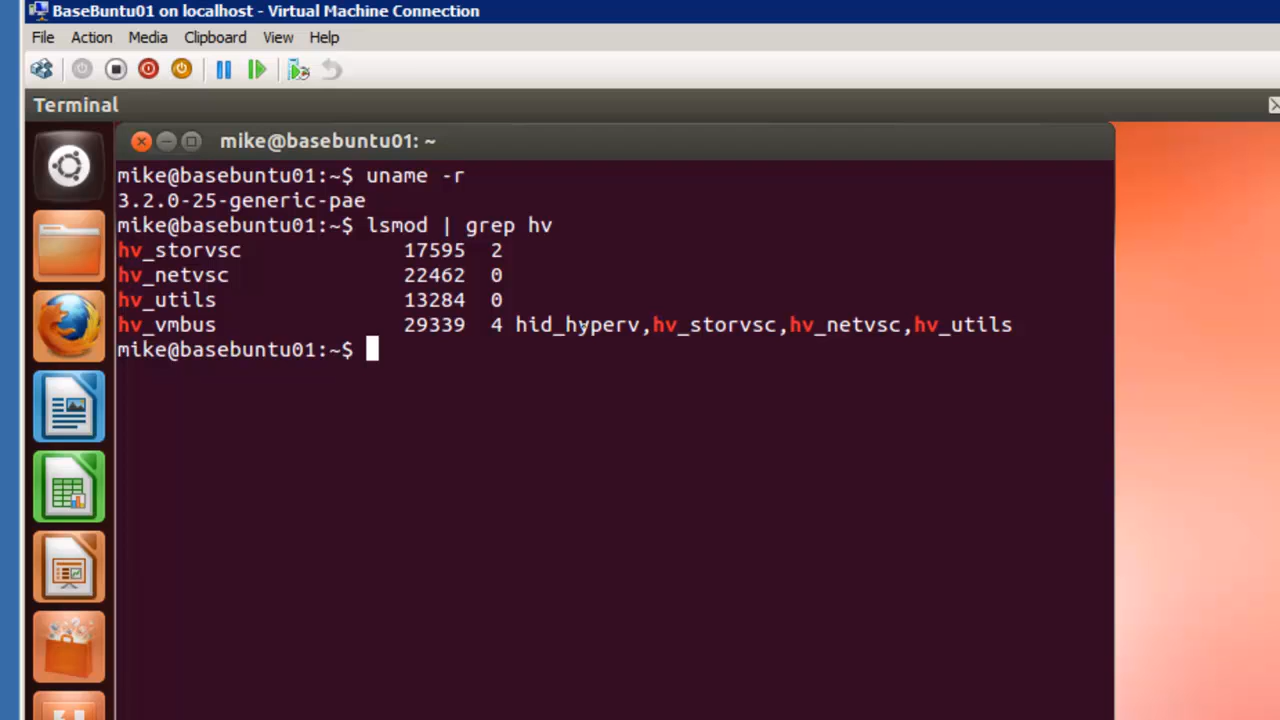 BaseBuntu01 on localhost - Virtual Machine Connection
File Action Media Clipboard View Help
Terminal
mike@basebuntu01: ~
mike@basebuntu01:~$ uname -r
3.2.0-25-generic-pae
mike@basebuntu01:~$ lsmod | grep hv
hv_storvsc 17595 2
hv_netvsc 22462 0
hv_utils 13284 0
hv_vmbus 29339 4 hid_hyperv,hv_storvsc,hv_netvsc,hv_utils
mike@basebuntu01:~$